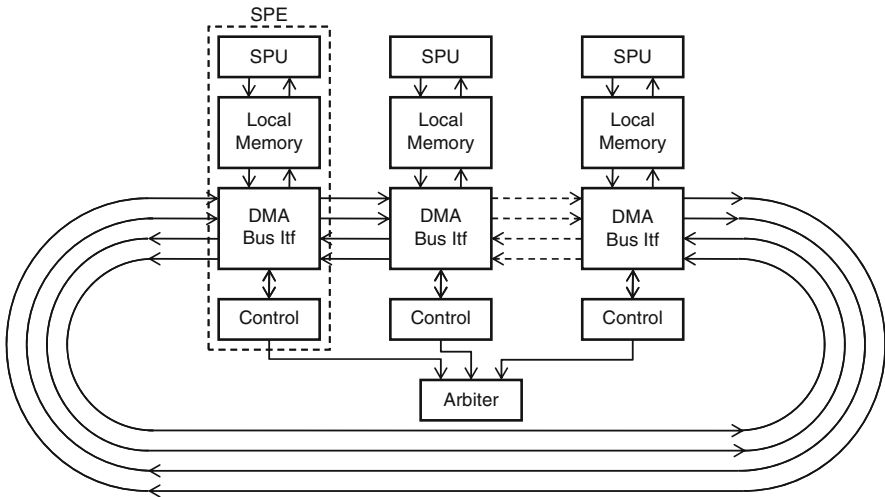 SPE
SPU
SPU
SPU
Local
Memory
Local
Memory
Local
Memory
DMA
Bus Itf
DMA
Bus Itf
DMA
Bus Itf
Control
Control
Control
Arbiter